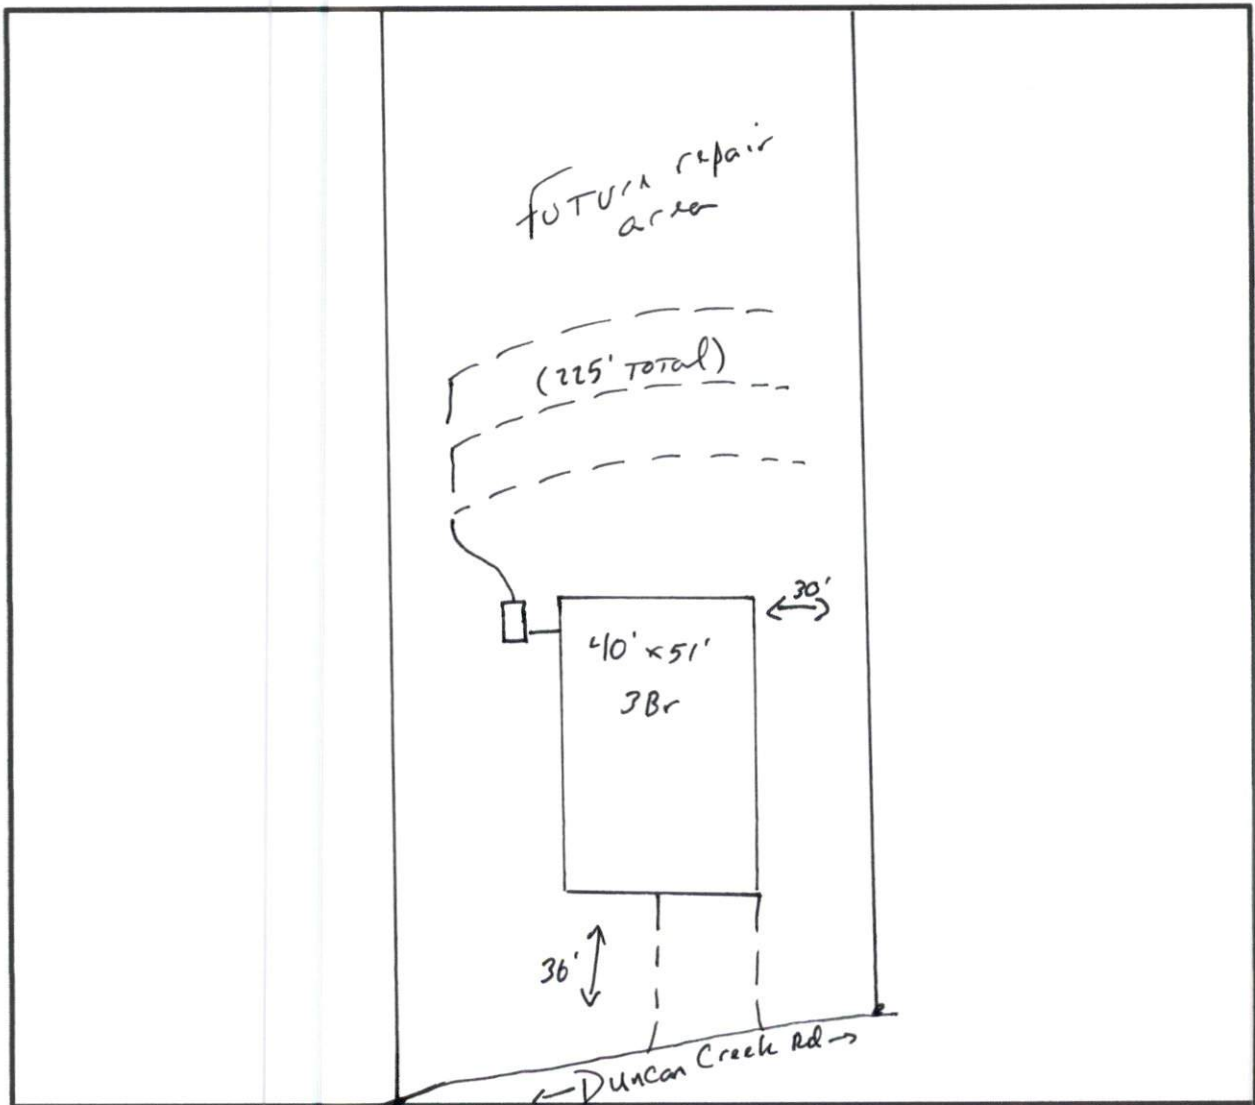 Future repair
area
(225' Total)
30'
40' x 51'
3Br
36'
← Duncan Creek Rd →